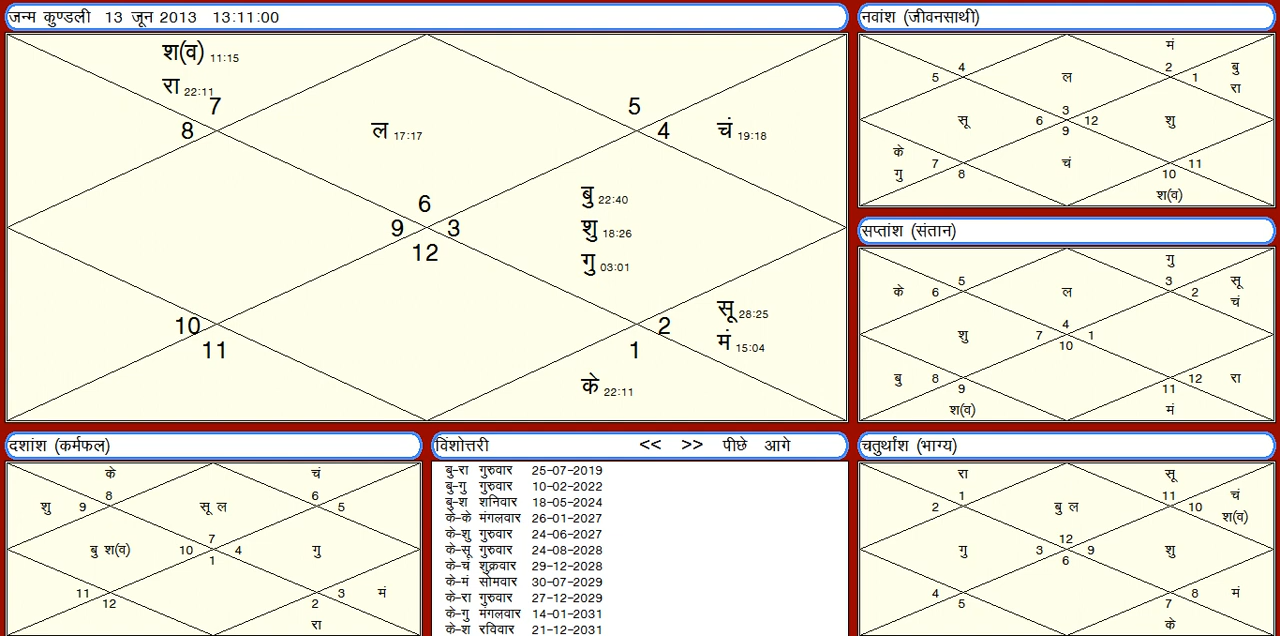 जन्म कुण्डली 13 जून 2013 13:11:00
श(व) 11:15
रा 22:11
7
8
ल 17:17
5
4
चं 19:18
6
9
3
12
बु 22:40
शु 18:26
गु 03:01
10
11
2
1
सू 28:25
मं 15:04
के 22:11
नवांश (जीवनसाथी)
मं
4
5
ल
2
1
बु
रा
सू
3
6
12
9
शु
के
गु
7
8
चं
11
10
श(व)
सप्तांश (संतान)
गु
के
5
6
ल
3
2
सू
चं
शु
4
7
1
10
बु
8
9
श(व)
12
11
रा
मं
दशांश (कर्मफल)
के
चं
शु
8
9
सू ल
6
5
बु श(व)
7
10
4
1
गु
11
12
3
2
मं
रा
विंशोत्तरी << >> पीछे आगे
बु-रा गुरुवार 25-07-2019
बु-गु गुरुवार 10-02-2022
बु-श शनिवार 18-05-2024
के-के मंगलवार 26-01-2027
के-शु गुरुवार 24-06-2027
के-सू गुरुवार 24-08-2028
के-चं शुक्रवार 29-12-2028
के-मं सोमवार 30-07-2029
के-रा गुरुवार 27-12-2029
के-गु मंगलवार 14-01-2031
के-श रविवार 21-12-2031
चतुर्थांश (भाग्य)
रा
सू
1
2
बु ल
11
10
चं
श(व)
गु
12
3
9
6
शु
4
5
8
7
मं
के